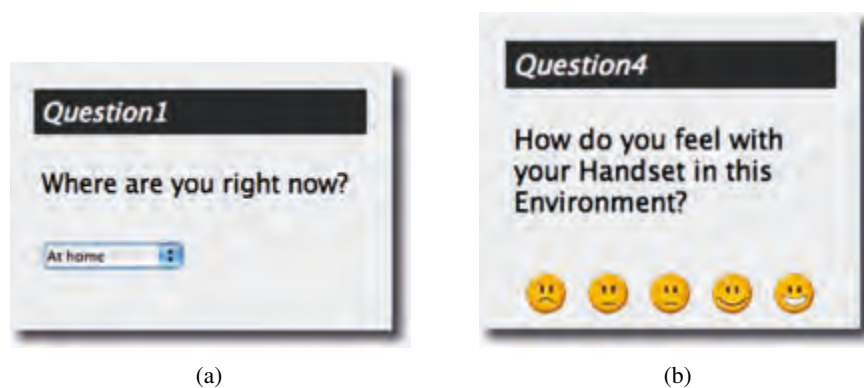 Question1
Where are you right now?
At home
(a)
Question4
How do you feel with
your Handset in this
Environment?
(b)